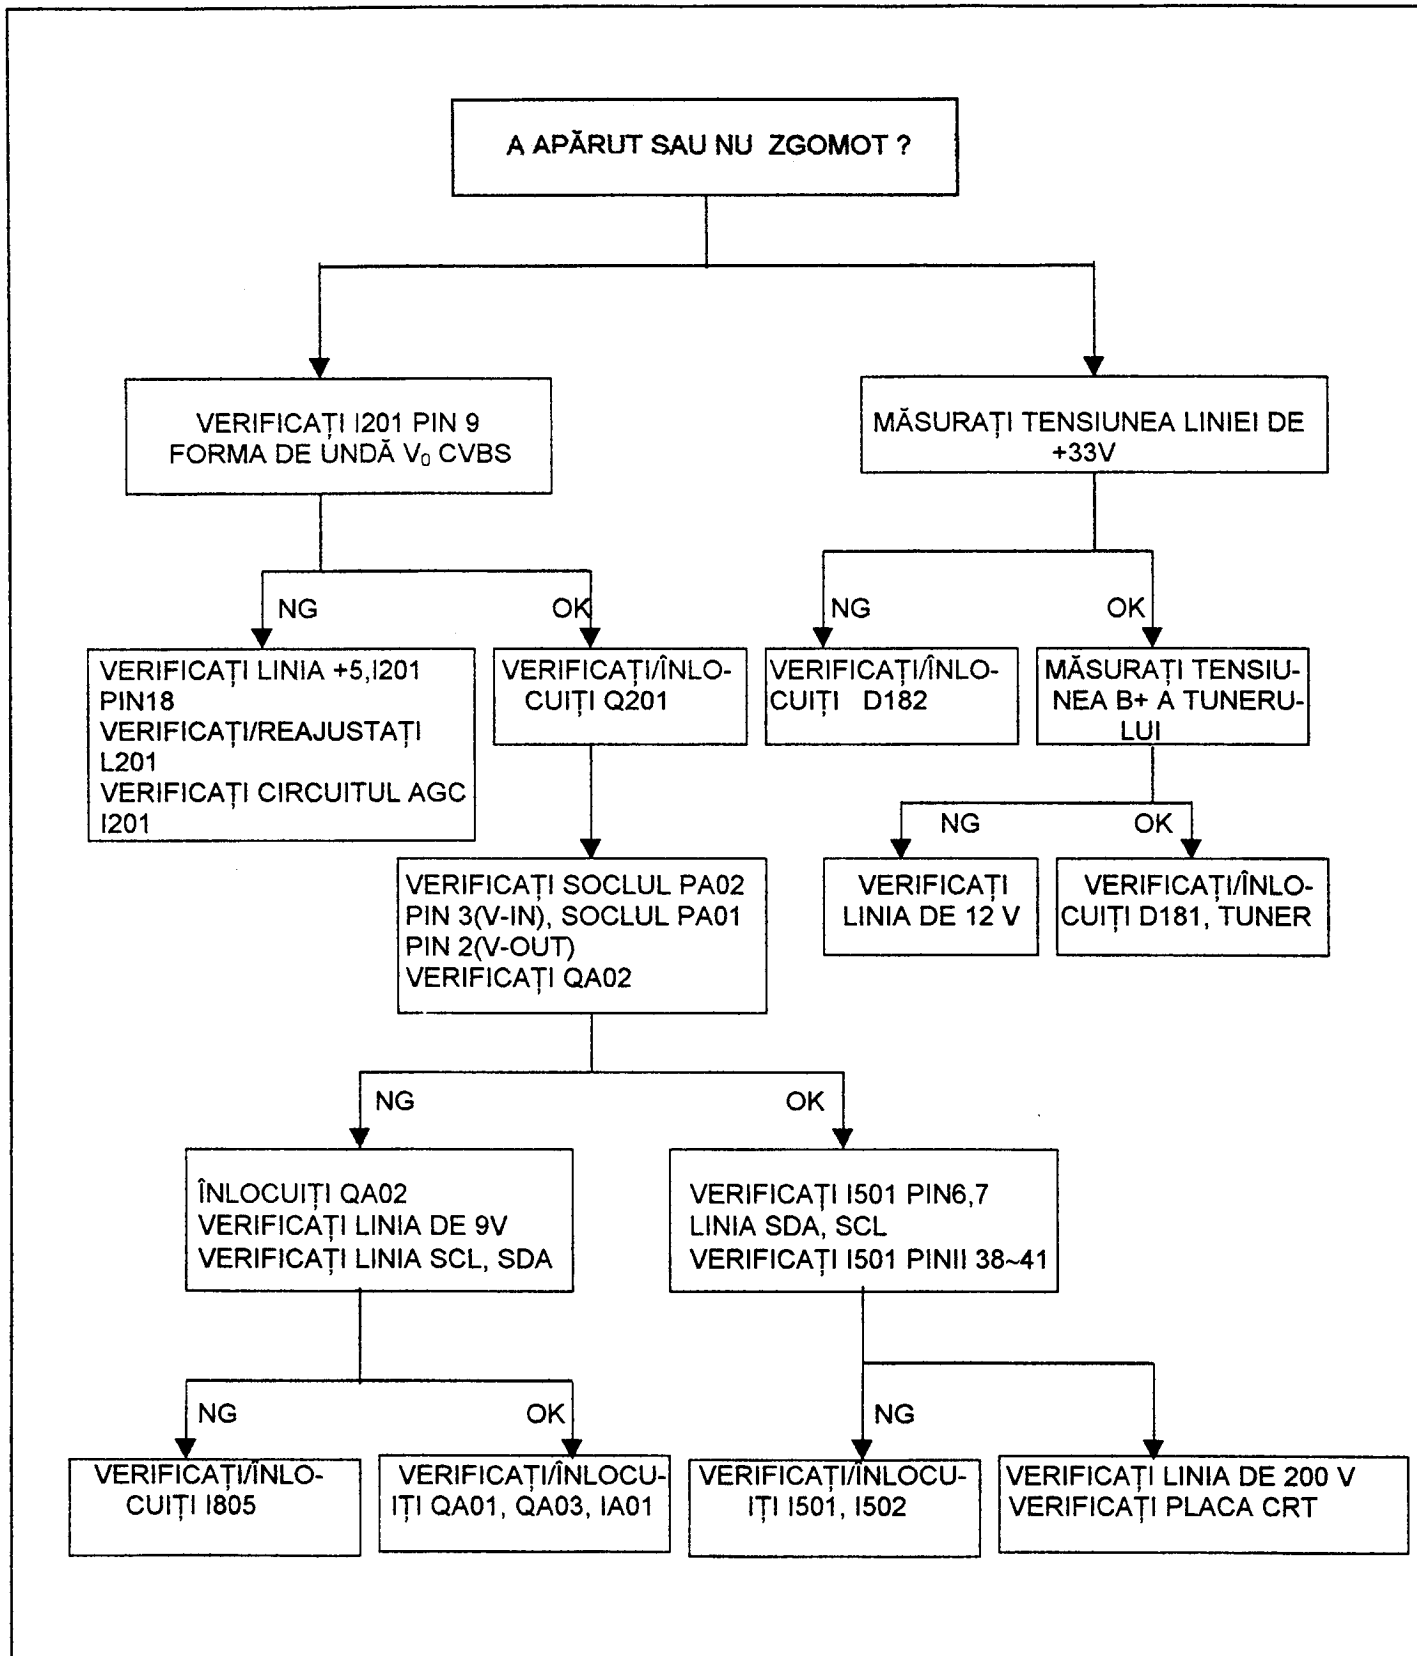 A APĂRUT SAU NU ZGOMOT ?
VERIFICAȚI I201 PIN 9
FORMA DE UNDĂ V₀ CVBS
MĂSURAȚI TENSIUNEA LINIEI DE
+33V
NG
OK
NG
OK
VERIFICAȚI LINIA +5,I201
PIN18
VERIFICAȚI/REAJUSTAȚI
L201
VERIFICAȚI CIRCUITUL AGC
I201
VERIFICAȚI/ÎNLO-
CUIȚI Q201
VERIFICAȚI/ÎNLO-
CUIȚI D182
MĂSURAȚI TENSIU-
NEA B+ A TUNERU-
LUI
NG
OK
VERIFICAȚI SOCLUL PA02
PIN 3(V-IN), SOCLUL PA01
PIN 2(V-OUT)
VERIFICAȚI QA02
VERIFICAȚI
LINIA DE 12 V
VERIFICAȚI/ÎNLO-
CUIȚI D181, TUNER
NG
OK
ÎNLOCUIȚI QA02
VERIFICAȚI LINIA DE 9V
VERIFICAȚI LINIA SCL, SDA
VERIFICAȚI I501 PIN6,7
LINIA SDA, SCL
VERIFICAȚI I501 PINII 38~41
NG
OK
NG
VERIFICAȚI/ÎNLO-
CUIȚI I805
VERIFICAȚI/ÎNLOCU-
IȚI QA01, QA03, IA01
VERIFICAȚI/ÎNLOCU-
IȚI I501, I502
VERIFICAȚI LINIA DE 200 V
VERIFICAȚI PLACA CRT